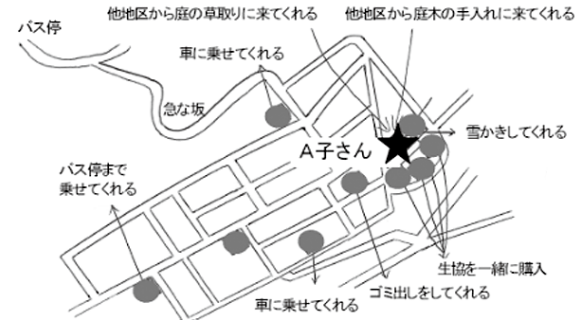 他地区から庭の草取りに来てくれる
他地区から庭木の手入れに来てくれる
バス停
車に乗せてくれる
急な坂
雪かきしてくれる
A子さん
バス停まで
乗せてくれる
生協を一緒に購入
ゴミ出しをしてくれる
車に乗せてくれる